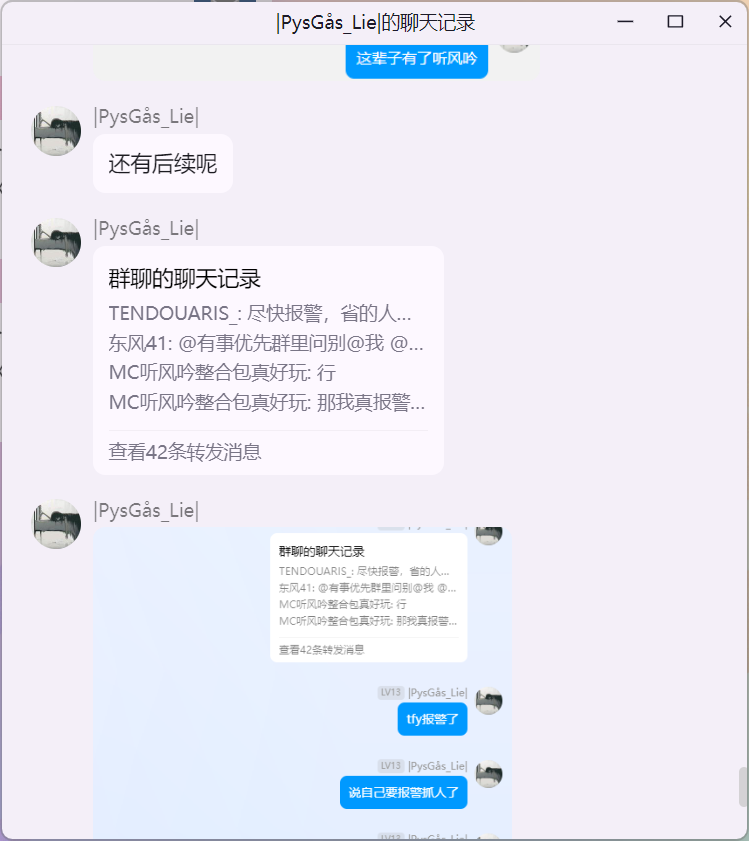 |PysGås_Lie|的聊天记录
这辈子有了听风吟
|PysGås_Lie|
还有后续呢
|PysGås_Lie|
群聊的聊天记录
TENDOUARIS_: 尽快报警，省的人...
东风41: @有事优先群里问别@我 @...
MC听风吟整合包真好玩: 行
MC听风吟整合包真好玩: 那我真报警...
查看42条转发消息
|PysGås_Lie|
群聊的聊天记录
TENDOUARIS_: 尽快报警，省的人...
东风41: @有事优先群里问别@我 @...
MC听风吟整合包真好玩: 行
MC听风吟整合包真好玩: 那我真报警...
查看42条转发消息
LV13 |PysGås_Lie|
tfy报警了
LV13 |PysGås_Lie|
说自己要报警抓人了
LV13 |PysGås_Lie|